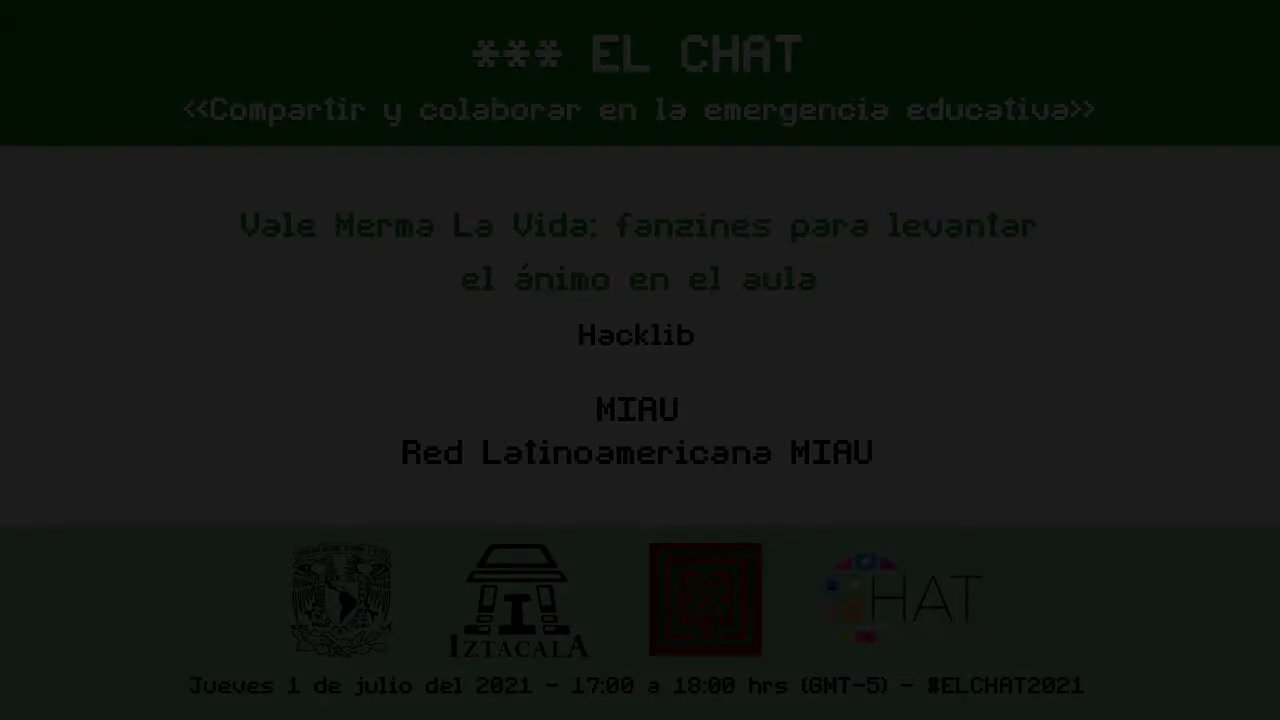 *** EL CHAT
<<Compartir y colaborar en la emergencia educativa>>
Vale Merma La Vida: fanzines para levantar
el ánimo en el aula
Hacklib
MIAU
Red Latinoamericana MIAU
IZTACALA
CHAT
Jueves 1 de julio del 2021 - 17:00 a 18:00 hrs (GMT-5) - #ELCHAT2021